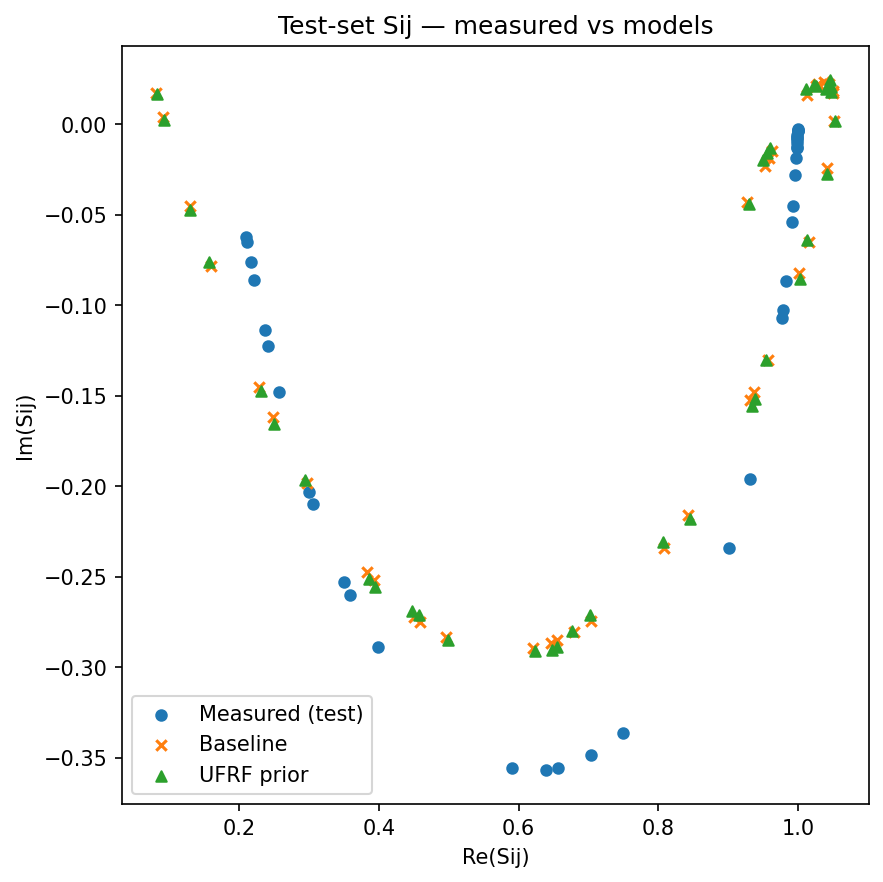 Test-set Sij — measured vs models
Im(Sij)
0.00
−0.05
−0.10
−0.15
−0.20
−0.25
−0.30
−0.35
Measured (test)
Baseline
UFRF prior
0.2
0.4
0.6
0.8
1.0
Re(Sij)